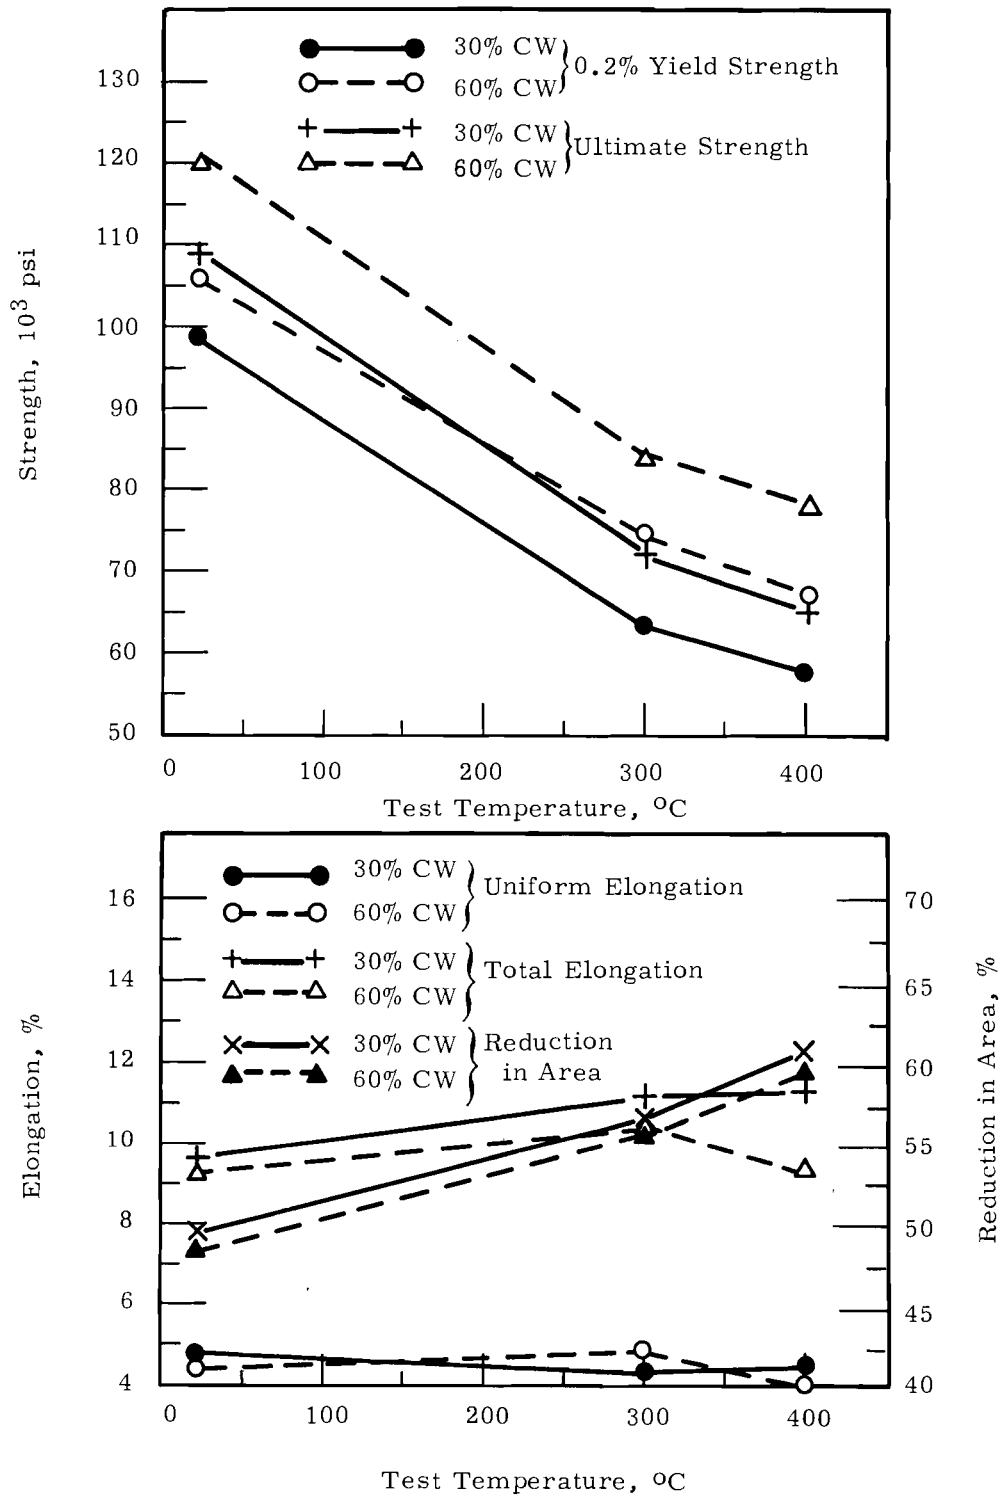 30% CW
60% CW
0.2% Yield Strength
30% CW
60% CW
Ultimate Strength
130
120
110
100
90
80
70
60
50
Strength, 10³ psi
0 100 200 300 400
Test Temperature, °C
30% CW
60% CW
Uniform Elongation
30% CW
60% CW
Total Elongation
30% CW
60% CW
Reduction
in Area
16
14
12
10
8
6
4
Elongation, %
70
65
60
55
50
45
40
Reduction in Area, %
0 100 200 300 400
Test Temperature, °C